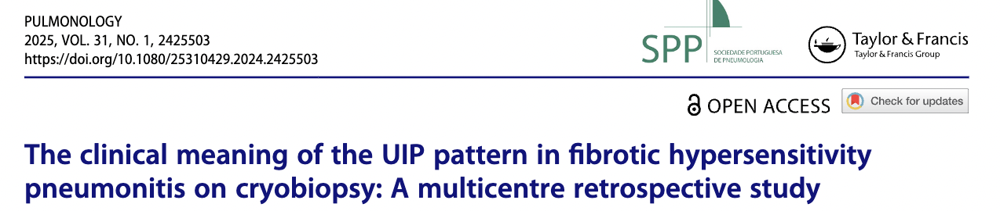 PULMONOLOGY
2025, VOL. 31, NO. 1, 2425503
https://doi.org/10.1080/25310429.2024.2425503
SPP
SOCIEDADE PORTUGUESA
DE PNEUMOLOGIA
Taylor & Francis
Taylor & Francis Group
OPEN ACCESS
Check for updates
The clinical meaning of the UIP pattern in fibrotic hypersensitivity
pneumonitis on cryobiopsy: A multicentre retrospective study